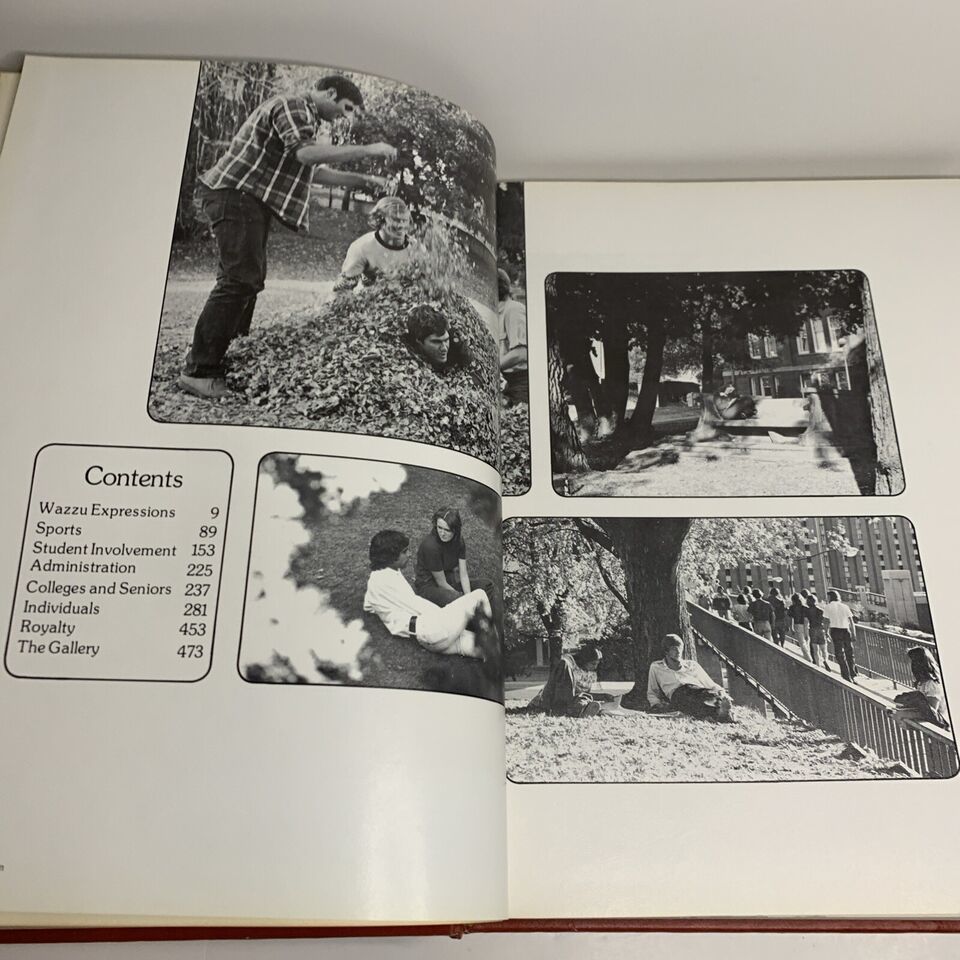 Contents
Wazzu Expressions 9
Sports 89
Student Involvement 153
Administration 225
Colleges and Seniors 237
Individuals 281
Royalty 453
The Gallery 473